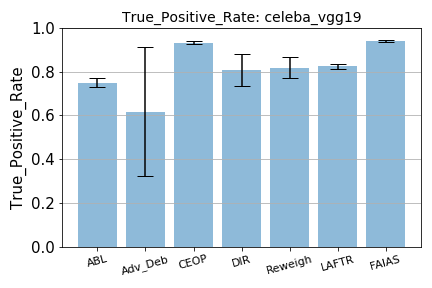 True_Positive_Rate: celeba_vgg19
True_Positive_Rate
1.0
0.8
0.6
0.4
0.2
0.0
ABL
Adv_Deb
CEOP
DIR
Reweigh
LAFTR
FAIAS